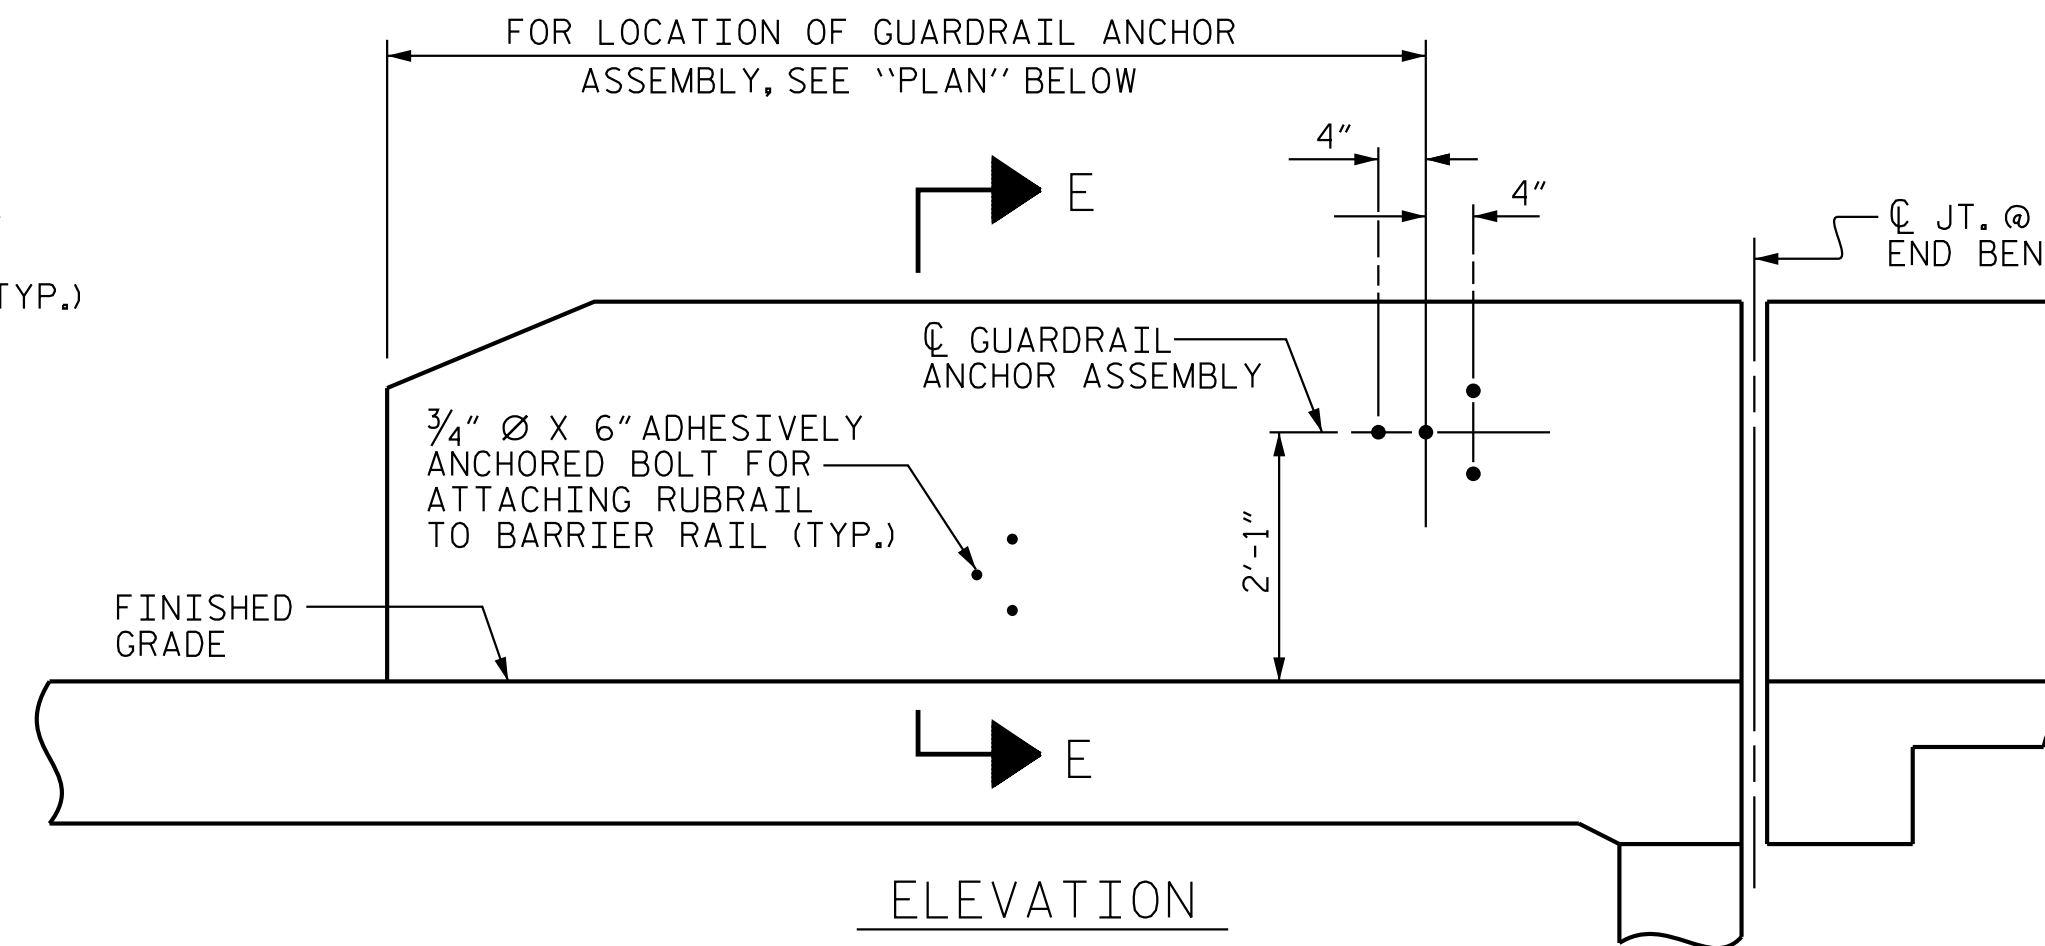 FOR LOCATION OF GUARDRAIL ANCHOR
ASSEMBLY, SEE "PLAN" BELOW
4"
E
4"
℄ JT. @
END BEN
TYP.)
℄ GUARDRAIL
ANCHOR ASSEMBLY
3/4" Ø X 6" ADHESIVELY
ANCHORED BOLT FOR
ATTACHING RUBRAIL
TO BARRIER RAIL (TYP.)
2'-1"
FINISHED
GRADE
E
ELEVATION